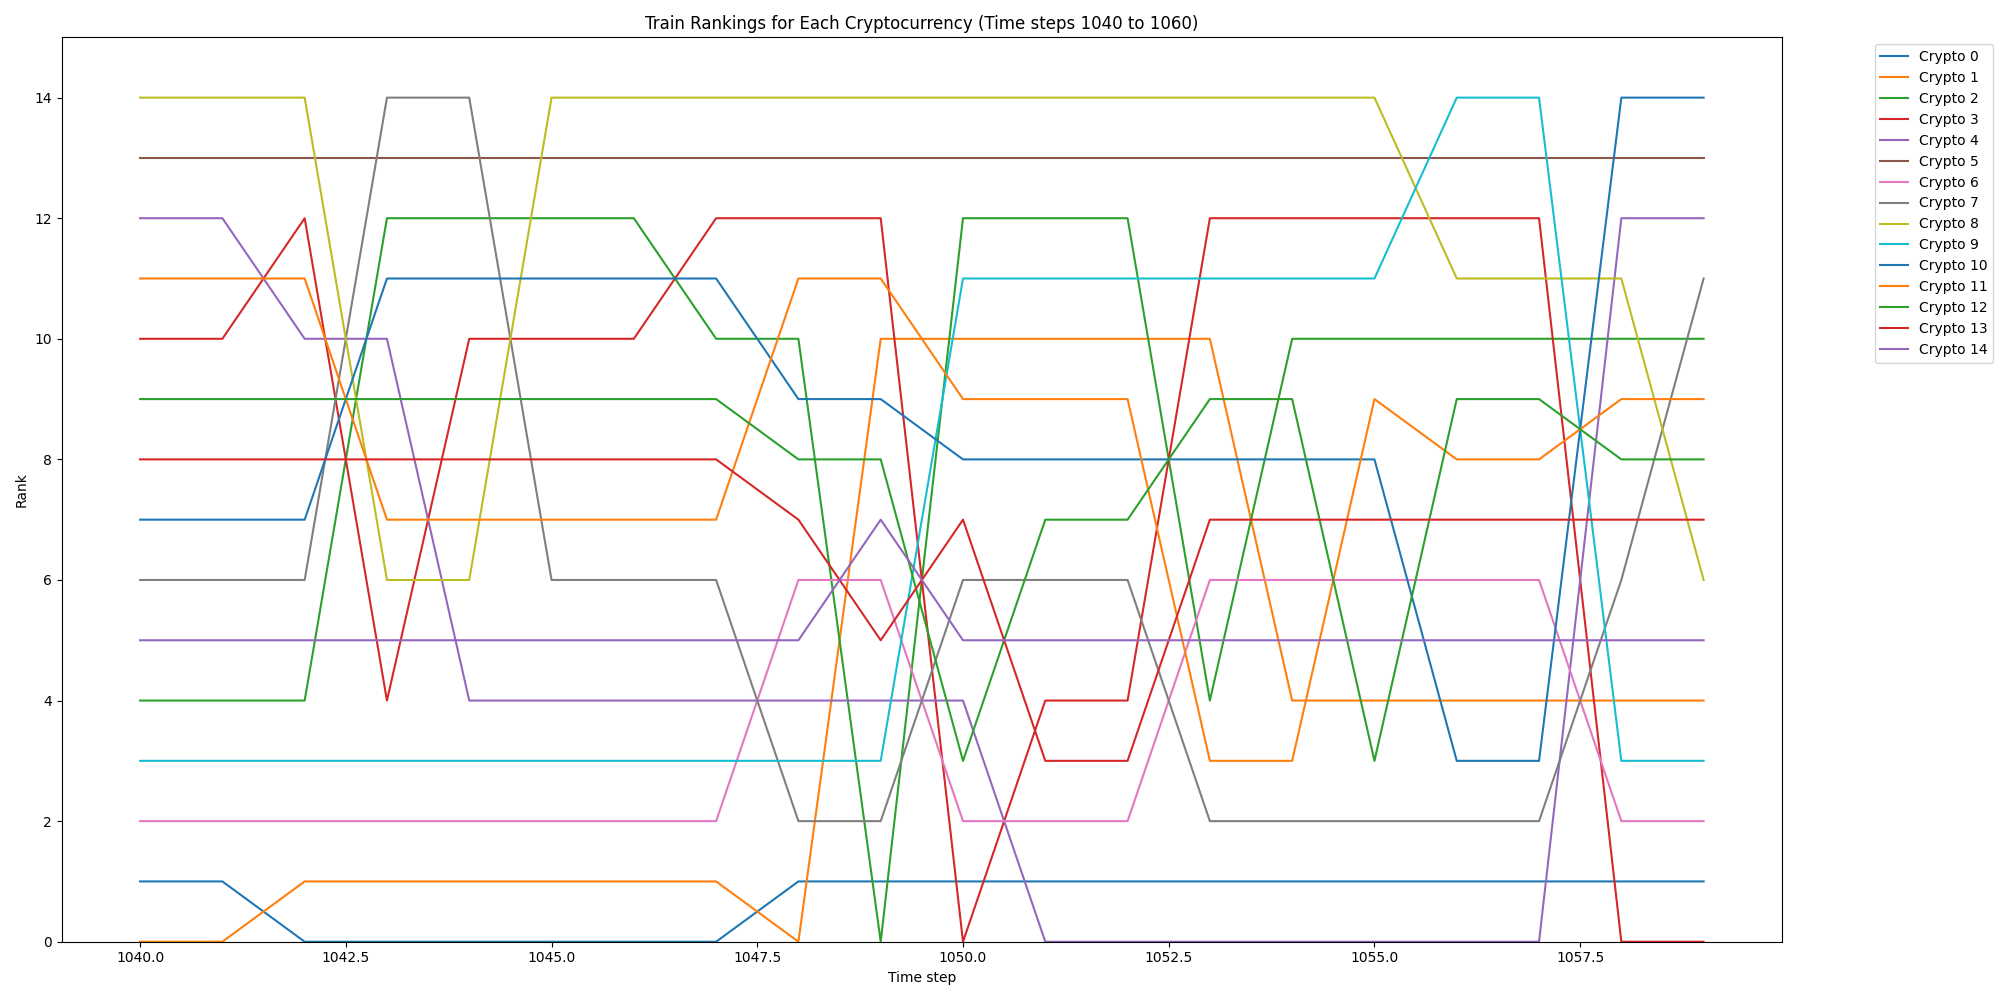 Train Rankings for Each Cryptocurrency (Time steps 1040 to 1060)
Rank
14
12
10
8
6
4
2
0
1040.0 1042.5 1045.0 1047.5 1050.0 1052.5 1055.0 1057.5
Time step
Crypto 0
Crypto 1
Crypto 2
Crypto 3
Crypto 4
Crypto 5
Crypto 6
Crypto 7
Crypto 8
Crypto 9
Crypto 10
Crypto 11
Crypto 12
Crypto 13
Crypto 14